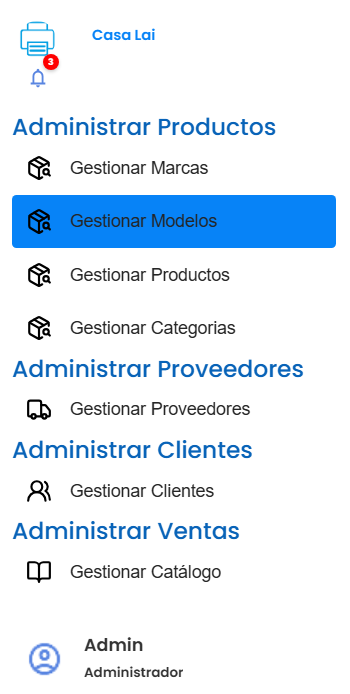 Casa Lai
3
Administrar Productos
Gestionar Marcas
Gestionar Modelos
Gestionar Productos
Gestionar Categorias
Administrar Proveedores
Gestionar Proveedores
Administrar Clientes
Gestionar Clientes
Administrar Ventas
Gestionar Catálogo
Admin
Administrador